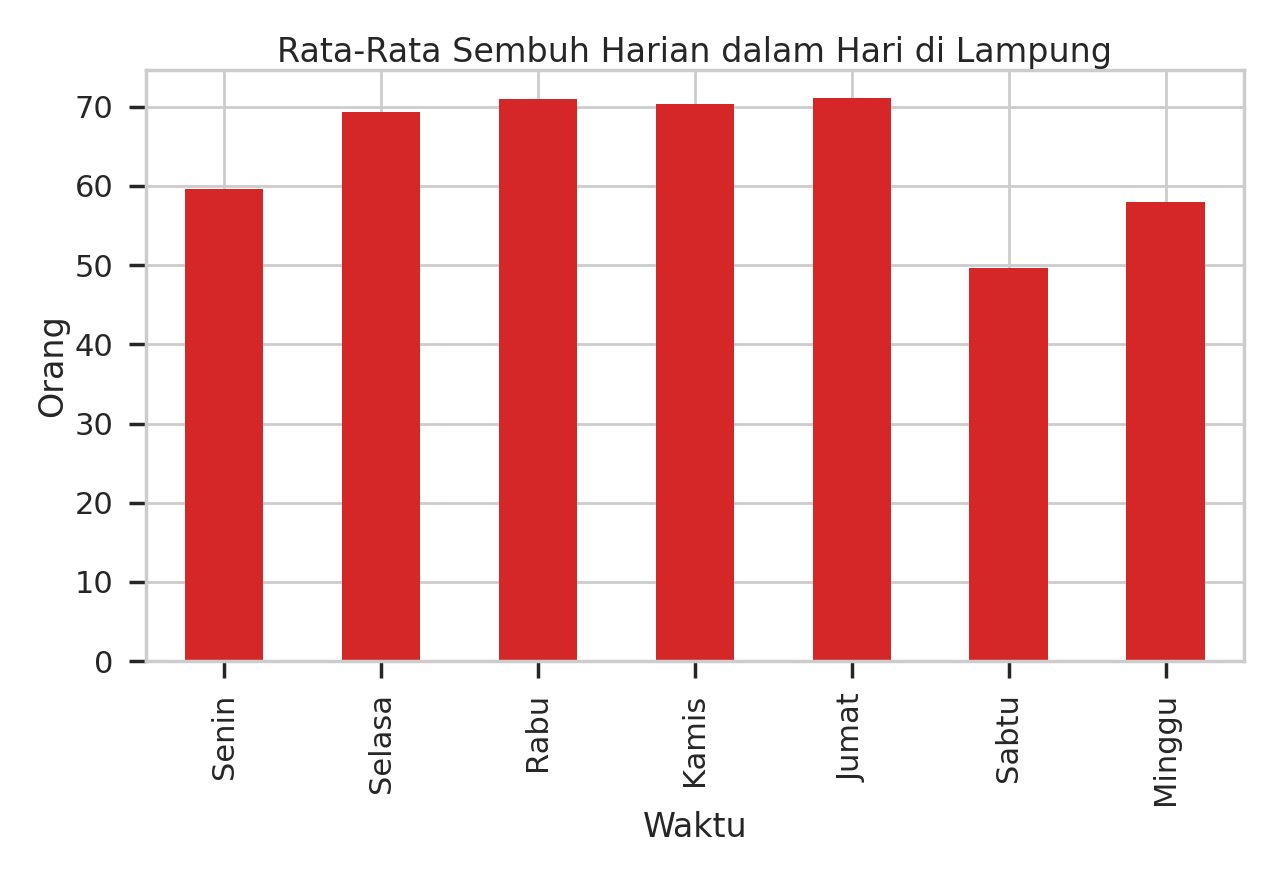 Rata-Rata Sembuh Harian dalam Hari di Lampung
70
60
50
40
30
20
10
0
Orang
Senin
Selasa
Rabu
Kamis
Jumat
Sabtu
Minggu
Waktu